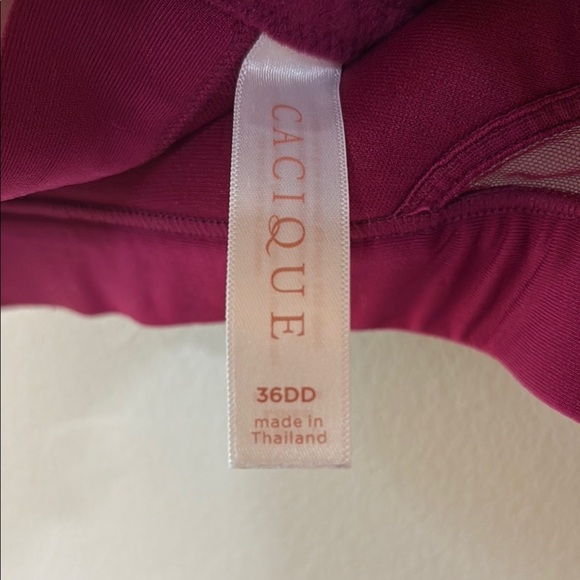 CACIQUE
36DD
made in
Thailand